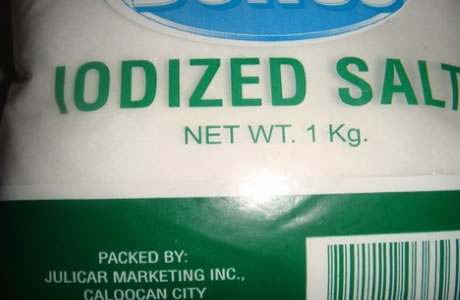 IODIZED SALT
NET WT. 1 Kg.
PACKED BY:
JULICAR MARKETING INC.,
CALOOCAN CITY